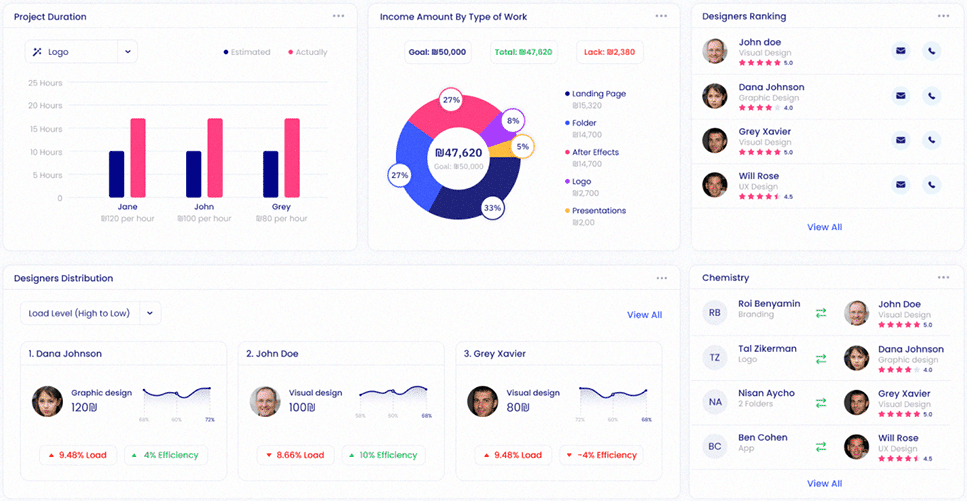 Project Duration
Logo
Estimated
Actually
25 Hours
20 Hours
15 Hours
10 Hours
5 Hours
0
Jane
John
Grey
₪120 per hour
₪100 per hour
₪80 per hour
Income Amount By Type of Work
Goal: ₪50,000
Total: ₪47,620
Lack: ₪2,380
27%
8%
5%
27%
33%
₪47,620
Goal: ₪50,000
Landing Page
₪15,320
Folder
₪14,700
After Effects
₪14,700
Logo
₪2,700
Presentations
₪2,00
Designers Ranking
John doe
Visual Design
5.0
Dana Johnson
Graphic Design
4.0
Grey Xavier
Visual Design
5.0
Will Rose
UX Design
4.5
View All
Designers Distribution
Load Level (High to Low)
View All
1. Dana Johnson
Graphic design
120₪
60%
72%
9.48% Load
4% Efficiency
2. John Doe
Visual design
100₪
60%
68%
8.66% Load
10% Efficiency
3. Grey Xavier
Visual design
80₪
72%
60%
68%
9.48% Load
-4% Efficiency
Chemistry
RB
Roi Benyamin
Branding
John Doe
Visual Design
5.0
TZ
Tal Zikerman
Logo
Dana Johnson
Graphic design
4.0
NA
Nisan Aycho
2 Folders
Grey Xavier
Visual Design
5.0
BC
Ben Cohen
App
Will Rose
UX Design
4.5
View All